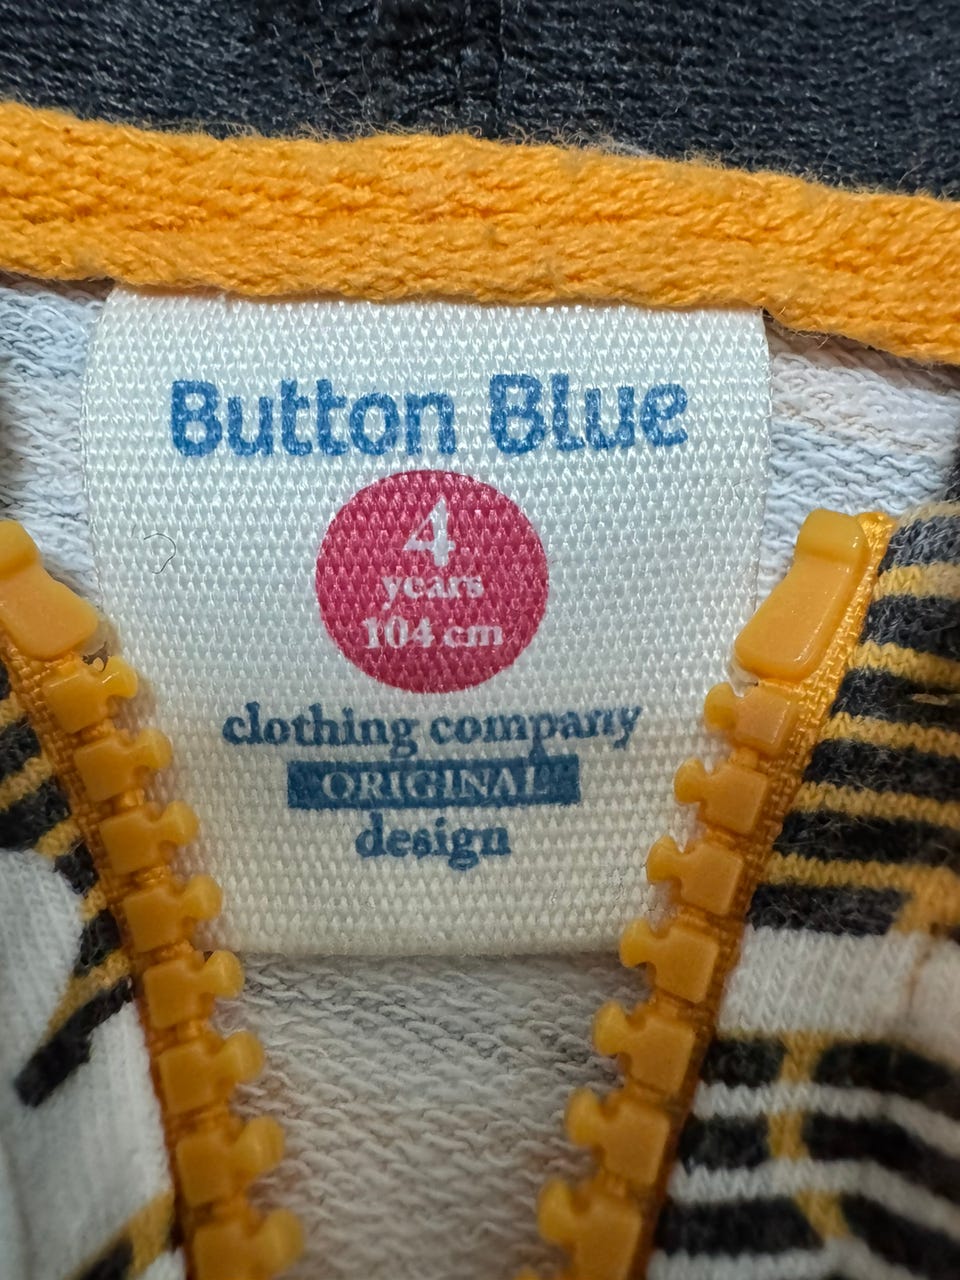 Button Blue
4
years
104 cm
clothing company
ORIGINAL
design